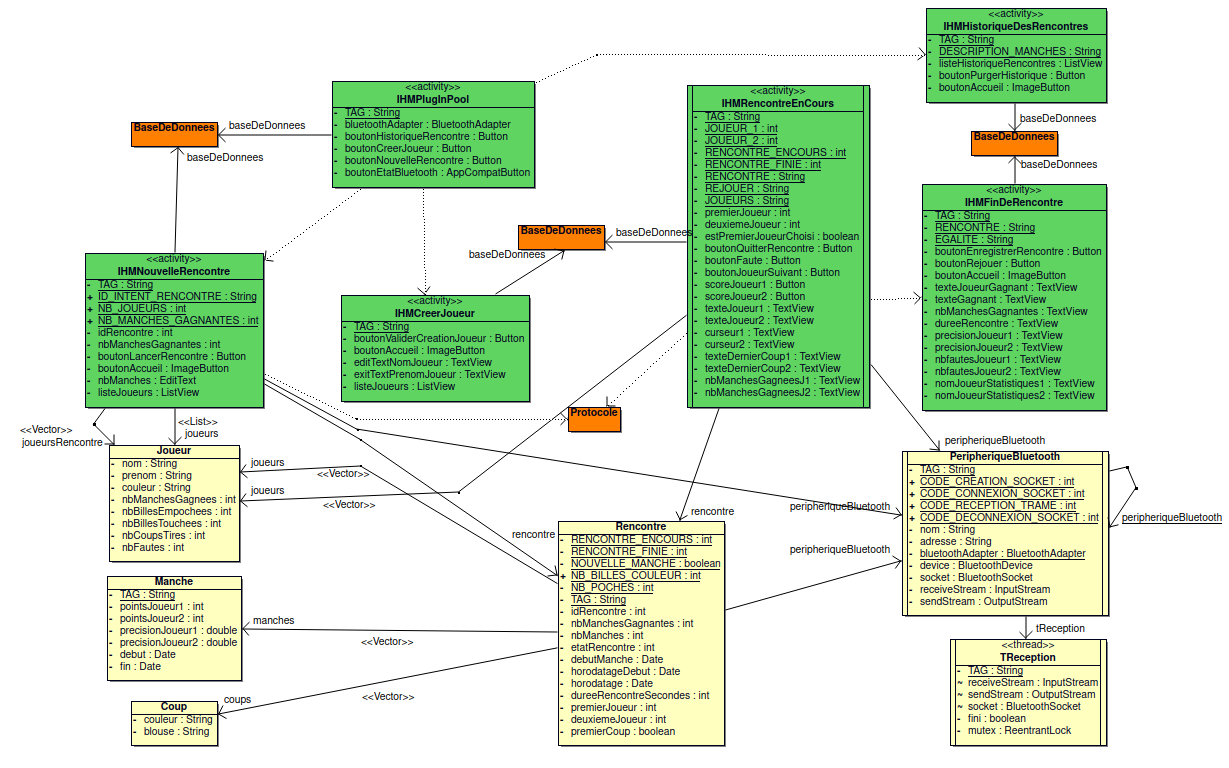 <<activity>>
IHMHistoriqueDesRencontres
- TAG : String
- DESCRIPTION_MANCHES : String
- listeHistoriqueRencontres : ListView
- boutonPurgerHistorique : Button
- boutonAccueil : ImageButton
<<activity>>
IHMPlugInPool
- TAG : String
- bluetoothAdapter : BluetoothAdapter
- boutonHistoriqueRencontre : Button
- boutonCreerJoueur : Button
- boutonNouvelleRencontre : Button
- boutonEtatBluetooth : AppCompatButton
<<activity>>
IHMRencontreEnCours
- TAG : String
- JOUEUR_1 : int
- JOUEUR_2 : int
- RENCONTRE_ENCOURS : int
- RENCONTRE_FINIE : int
- RENCONTRE : String
- REJOUER : String
- JOUEURS : String
- premierJoueur : int
- deuxiemeJoueur : int
- estPremierJoueurChoisi : boolean
- boutonQuitterRencontre : Button
- boutonFaute : Button
- boutonJoueurSuivant : Button
- scoreJoueur1 : Button
- scoreJoueur2 : Button
- texteJoueur1 : TextView
- texteJoueur2 : TextView
- curseur1 : TextView
- curseur2 : TextView
- texteDernierCoup1 : TextView
- texteDernierCoup2 : TextView
- nbManchesGagneesJ1 : TextView
- nbManchesGagneesJ2 : TextView
baseDeDonnees
BaseDeDonnees
baseDeDonnees
BaseDeDonnees
baseDeDonnees
baseDeDonnees
<<activity>>
IHMFinDeRencontre
- TAG : String
- RENCONTRE : String
- EGALITE : String
- boutonEnregistrerRencontre : Button
- boutonRejouer : Button
- boutonAccueil : ImageButton
- texteJoueurGagnant : TextView
- texteGagnant : TextView
- nbManchesGagnantes : TextView
- dureeRencontre : TextView
- precisionJoueur1 : TextView
- precisionJoueur2 : TextView
- nbfautesJoueur1 : TextView
- nbfautesJoueur2 : TextView
- nomJoueurStatistiques1 : TextView
- nomJoueurStatistiques2 : TextView
BaseDeDonnees
baseDeDonnees
baseDeDonnees
<<activity>>
IHMNouvelleRencontre
- TAG : String
+ ID_INTENT_RENCONTRE : String
+ NB_JOUEURS : int
+ NB_MANCHES_GAGNANTES : int
- idRencontre : int
- nbManchesGagnantes : int
- boutonLancerRencontre : Button
- boutonAccueil : ImageButton
- nbManches : EditText
- listeJoueurs : ListView
<<activity>>
IHMCreerJoueur
- TAG : String
- boutonValiderCreationJoueur : Button
- boutonAccueil : ImageButton
- editTextNomJoueur : TextView
- exitTextPrenomJoueur : TextView
- listeJoueurs : ListView
Protocole
<<Vector>>
joueursRencontre
<<List>>
joueurs
Joueur
- nom : String
- prenom : String
- couleur : String
- nbManchesGagnees : int
- nbBillesEmpochees : int
- nbBillesTouchees : int
- nbCoupsTires : int
- nbFautes : int
joueurs
<<Vector>>
joueurs
<<Vector>>
peripheriqueBluetooth
PeripheriqueBluetooth
- TAG : String
+ CODE_CREATION_SOCKET : int
+ CODE_CONNEXION_SOCKET : int
+ CODE_RECEPTION_TRAME : int
+ CODE_DECONNEXION_SOCKET : int
- nom : String
- adresse : String
- bluetoothAdapter : BluetoothAdapter
- device : BluetoothDevice
- socket : BluetoothSocket
- receiveStream : InputStream
- sendStream : OutputStream
peripheriqueBluetooth
peripheriqueBluetooth
peripheriqueBluetooth
rencontre
rencontre
Rencontre
- RENCONTRE_ENCOURS : int
- RENCONTRE_FINIE : int
- NOUVELLE_MANCHE : boolean
+ NB_BILLES_COULEUR : int
- NB_POCHES : int
- TAG : String
- idRencontre : int
- nbManchesGagnantes : int
- nbManches : int
- etatRencontre : int
- debutManche : Date
- horodatageDebut : Date
- horodatage : Date
- dureeRencontreSecondes : int
- premierJoueur : int
- deuxiemeJoueur : int
- premierCoup : boolean
Manche
- TAG : String
- pointsJoueur1 : int
- pointsJoueur2 : int
- precisionJoueur1 : double
- precisionJoueur2 : double
- debut : Date
- fin : Date
manches
<<Vector>>
Coup
- couleur : String
- blouse : String
coups
<<Vector>>
tReception
<<thread>>
TReception
- TAG : String
~ receiveStream : InputStream
~ sendStream : OutputStream
~ socket : BluetoothSocket
- fini : boolean
- mutex : ReentrantLock